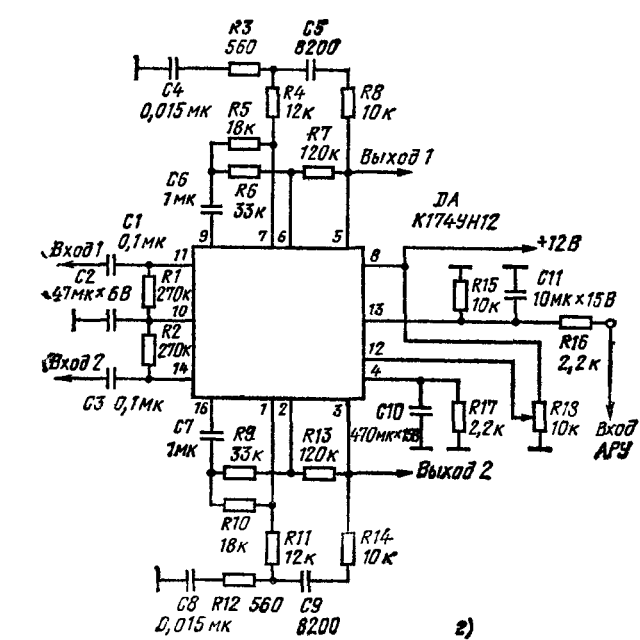 R3
560
C5
8200
C4
0,015 мк
R4
12к
R8
10к
R5
18к
R7
120к
Выход 1
R6
33к
C6
1мк
DA
К174УН12
C1
0,1мк
+12В
9
7
6
5
Вход 1
11
8
C2
47мк×6В
R1
270к
R15
10к
C11
10мк×15В
10
13
R2
270к
R16
2,2к
12
Вход 2
14
4
C3 0,1мк
16
1
2
3
C10
470мк×15В
R17
2,2к
R18
10к
Вход
АРУ
C7
1мк
R9
33к
R13
120к
Выход 2
R10
18к
R11
12к
R14
10к
C8
0,015 мк
R12 560
C9
8200
г)